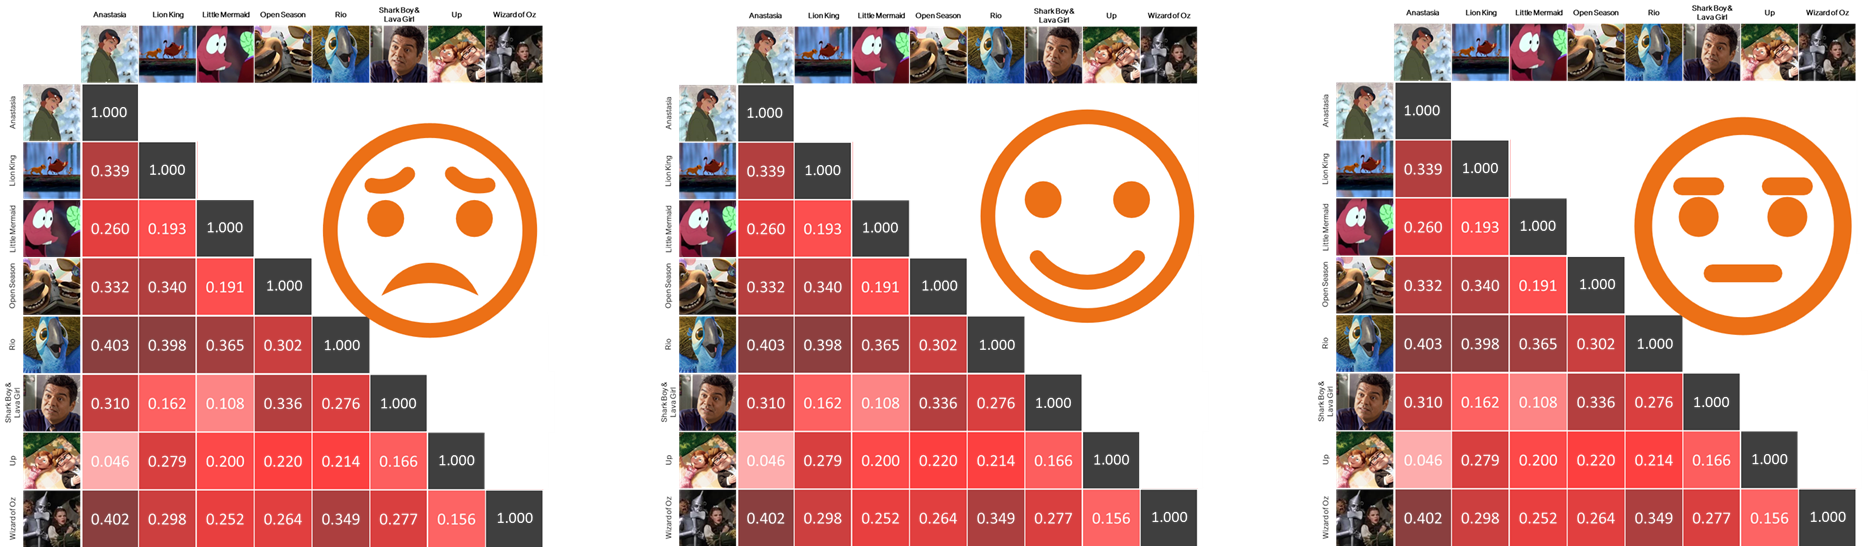 Anastasia Lion King Little Mermaid Open Season Rio Shark Boy & Lava Girl Up Wizard of Oz
Anastasia 1.000
Lion King 0.339 1.000
Little Mermaid 0.260 0.193 1.000
Open Season 0.332 0.340 0.191 1.000
Rio 0.403 0.398 0.365 0.302 1.000
Shark Boy & Lava Girl 0.310 0.162 0.108 0.336 0.276 1.000
Up 0.046 0.279 0.200 0.220 0.214 0.166 1.000
Wizard of Oz 0.402 0.298 0.252 0.264 0.349 0.277 0.156 1.000
Anastasia Lion King Little Mermaid Open Season Rio Shark Boy & Lava Girl Up Wizard of Oz
Anastasia 1.000
Lion King 0.339 1.000
Little Mermaid 0.260 0.193 1.000
Open Season 0.332 0.340 0.191 1.000
Rio 0.403 0.398 0.365 0.302 1.000
Shark Boy & Lava Girl 0.310 0.162 0.108 0.336 0.276 1.000
Up 0.046 0.279 0.200 0.220 0.214 0.166 1.000
Wizard of Oz 0.402 0.298 0.252 0.264 0.349 0.277 0.156 1.000
Anastasia Lion King Little Mermaid Open Season Rio Shark Boy & Lava Girl Up Wizard of Oz
Anastasia 1.000
Lion King 0.339 1.000
Little Mermaid 0.260 0.193 1.000
Open Season 0.332 0.340 0.191 1.000
Rio 0.403 0.398 0.365 0.302 1.000
Shark Boy & Lava Girl 0.310 0.162 0.108 0.336 0.276 1.000
Up 0.046 0.279 0.200 0.220 0.214 0.166 1.000
Wizard of Oz 0.402 0.298 0.252 0.264 0.349 0.277 0.156 1.000